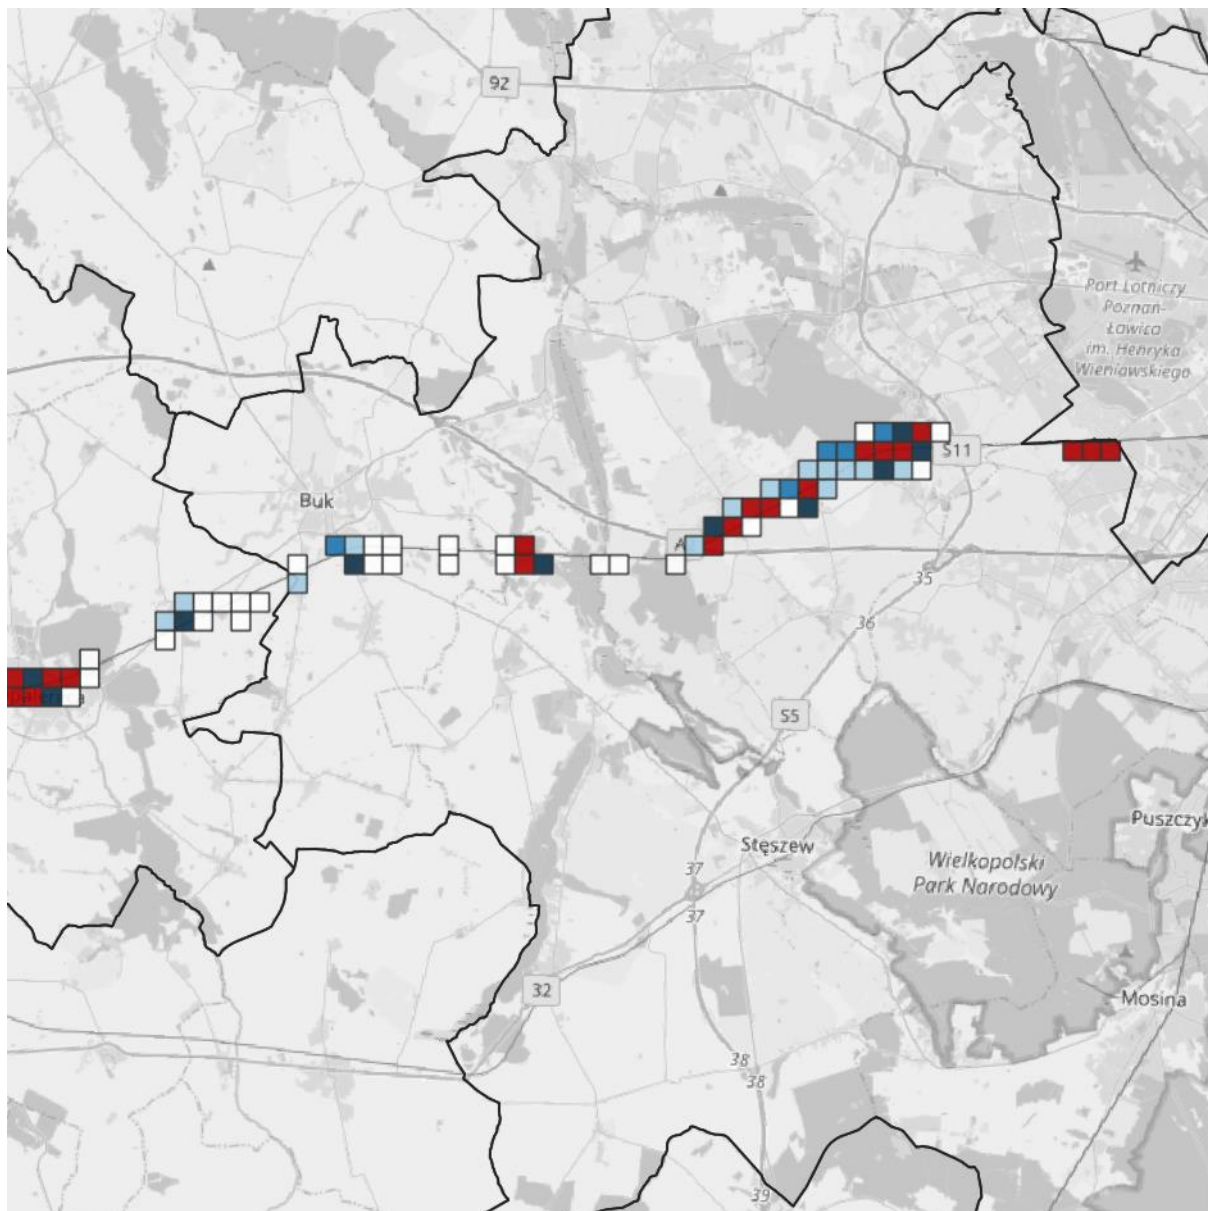 92
Port Lotniczy
Poznań-
Ławica
im. Henryka
Wieniawskiego
S11
Buk
A
35
36
S5
Puszczyk
Stęszew
37
Wielkopolski
Park Narodowy
37
32
Mosina
38
38
39